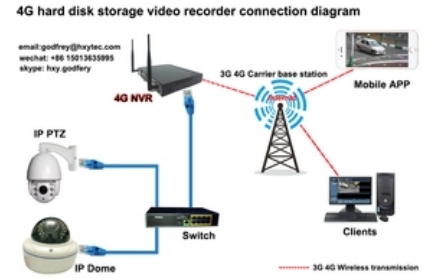 4G hard disk storage video recorder connection diagram
email:godfrey@hxytec.com
wechat: +86 15013635995
skype: hxy.godfery
3G 4G Carrier base station
Mobile APP
4G NVR
IP PTZ
Switch
Clients
IP Dome
3G 4G Wireless transmission